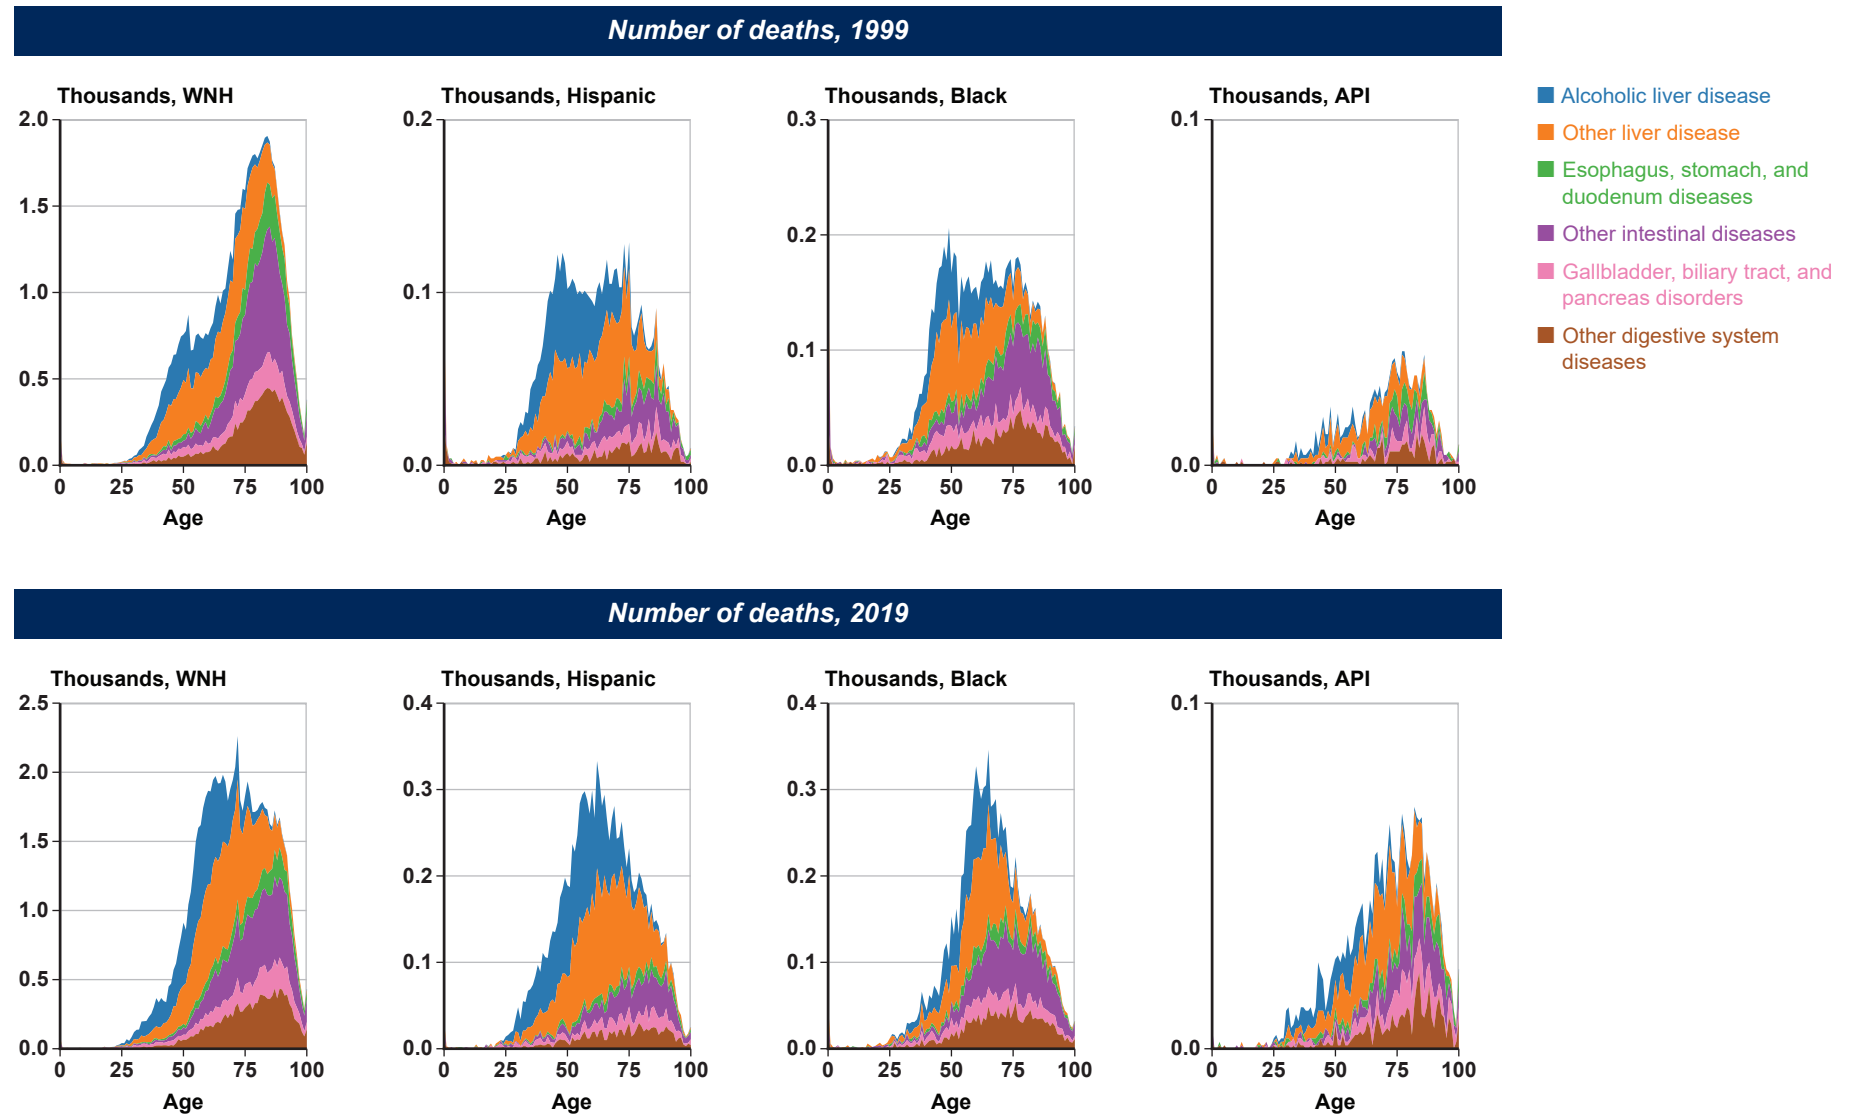 Number of deaths, 1999
Thousands, WNH
Thousands, Hispanic
Thousands, Black
Thousands, API
2.0
1.5
1.0
0.5
0.0
0 25 50 75 100
Age
0.2
0.1
0.0
0 25 50 75 100
Age
0.3
0.2
0.1
0.0
0 25 50 75 100
Age
0.1
0.0
0 25 50 75 100
Age
Alcoholic liver disease
Other liver disease
Esophagus, stomach, and
duodenum diseases
Other intestinal diseases
Gallbladder, biliary tract, and
pancreas disorders
Other digestive system
diseases
Number of deaths, 2019
Thousands, WNH
Thousands, Hispanic
Thousands, Black
Thousands, API
2.5
2.0
1.5
1.0
0.5
0.0
0 25 50 75 100
Age
0.4
0.3
0.2
0.1
0.0
0 25 50 75 100
Age
0.4
0.3
0.2
0.1
0.0
0 25 50 75 100
Age
0.1
0.0
0 25 50 75 100
Age